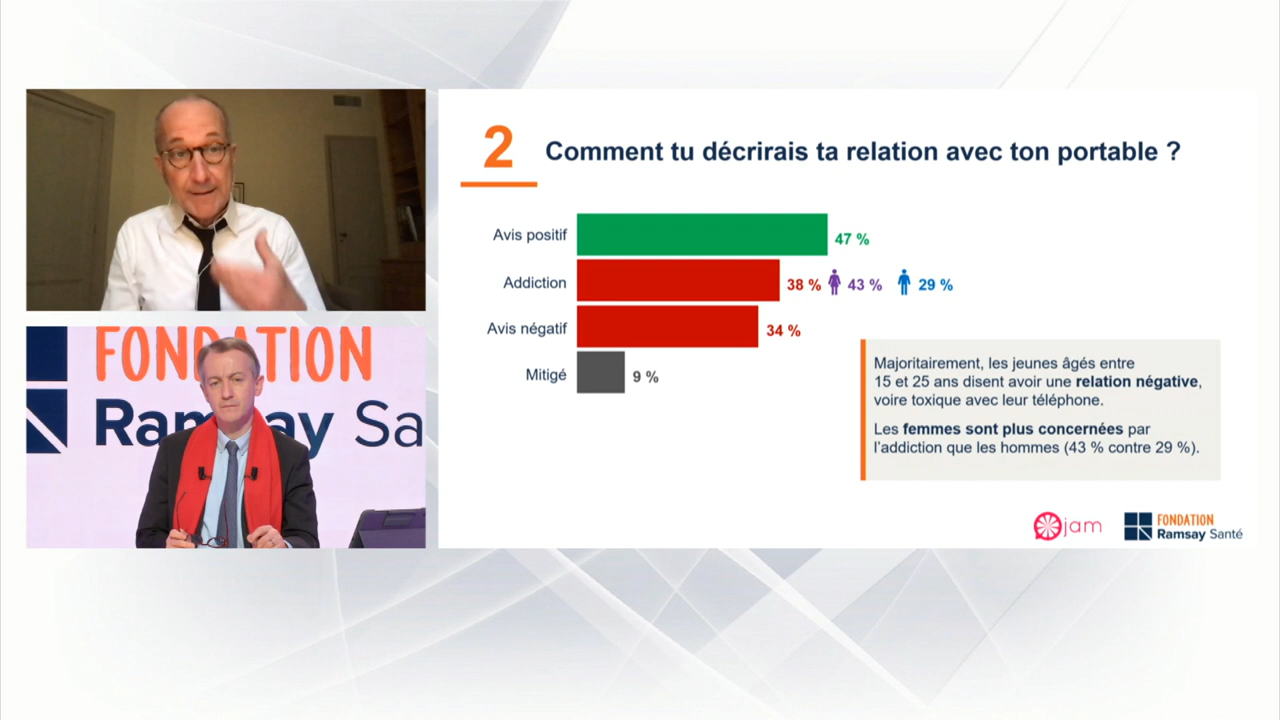 FONDATION
Ramsay Sa
2
Comment tu décrirais ta relation avec ton portable ?
Avis positif
47 %
Addiction
38 %
43 %
29 %
Avis négatif
34 %
Mitigé
9 %
Majoritairement, les jeunes âgés entre
15 et 25 ans disent avoir une relation négative,
voire toxique avec leur téléphone.
Les femmes sont plus concernées par
l'addiction que les hommes (43 % contre 29 %).
jam
FONDATION
Ramsay Santé